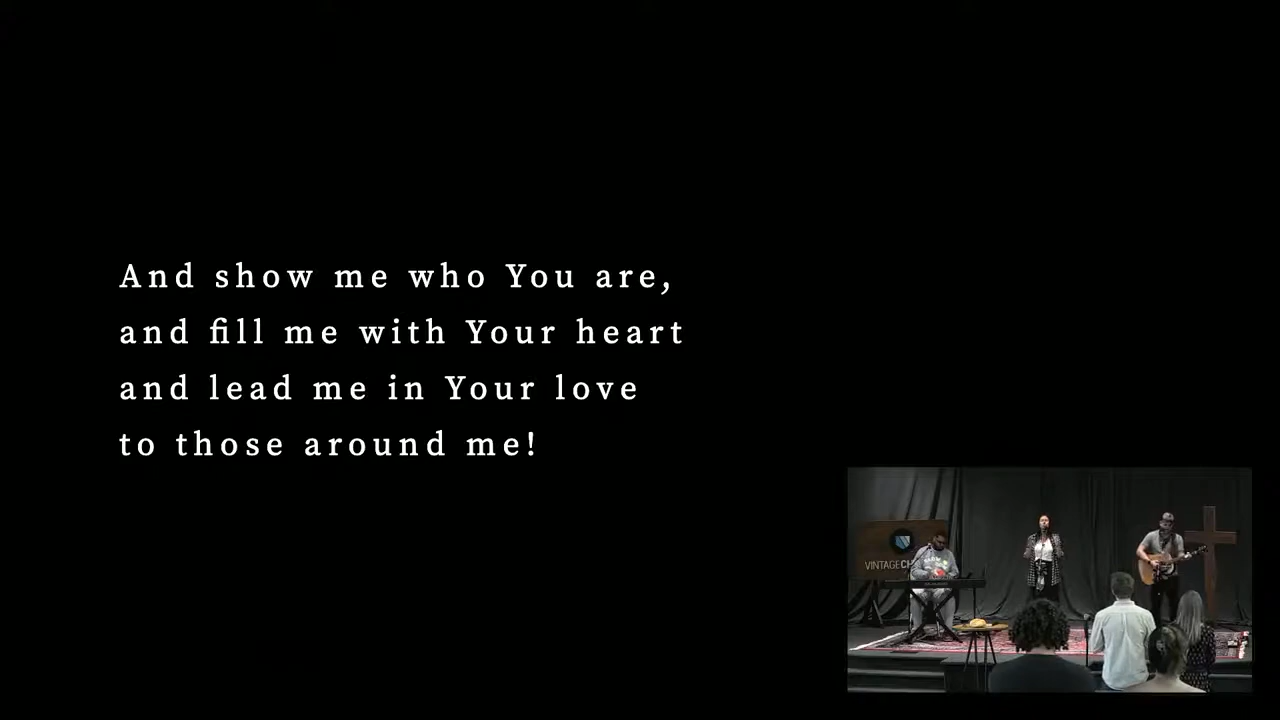 And show me who You are,
and fill me with Your heart
and lead me in Your love
to those around me!
VINTAGE